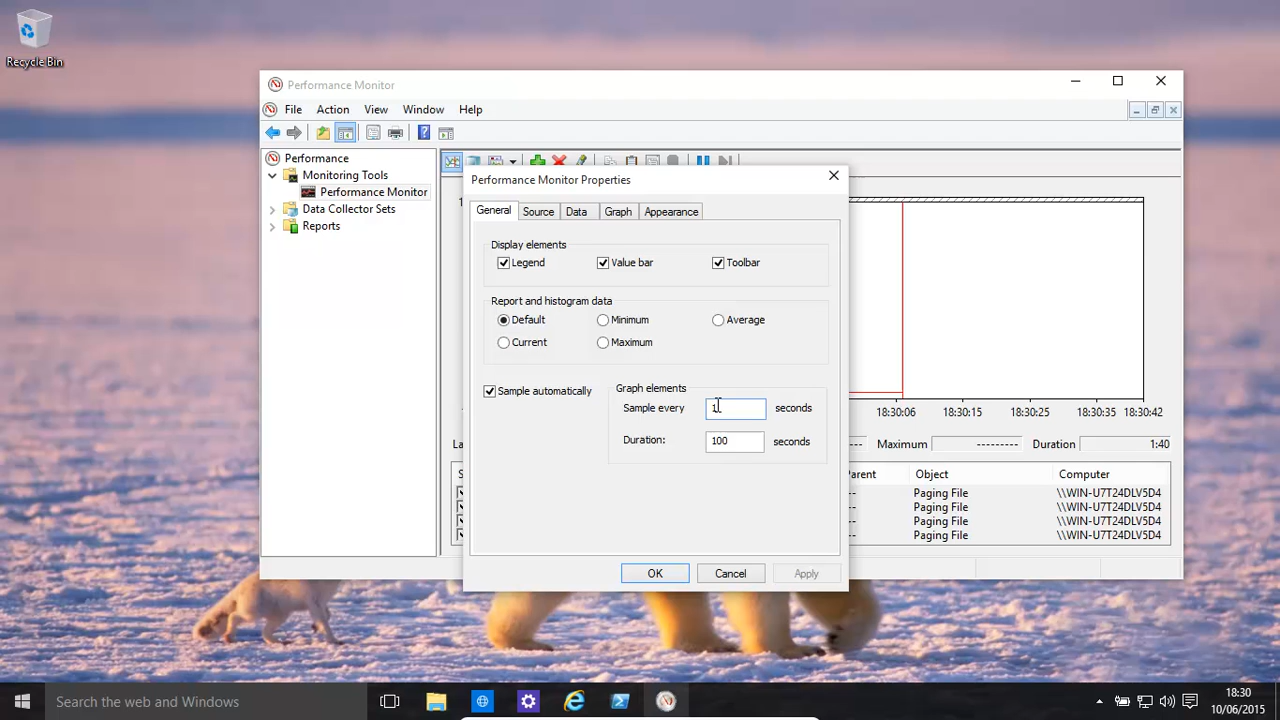 Recycle Bin
Performance Monitor
File Action View Window Help
Performance
Monitoring Tools
Performance Monitor
Data Collector Sets
Reports
Performance Monitor Properties
General Source Data Graph Appearance
Display elements
Legend Value bar Toolbar
Report and histogram data
Default Minimum Average
Current Maximum
Sample automatically
Graph elements
Sample every 1 seconds
Duration: 100 seconds
OK Cancel Apply
18:30:06 18:30:15 18:30:25 18:30:35 18:30:42
Maximum --------- Duration 1:40
Object Computer
Paging File \\WIN-U7T24DLV5D4
Paging File \\WIN-U7T24DLV5D4
Paging File \\WIN-U7T24DLV5D4
Paging File \\WIN-U7T24DLV5D4
Search the web and Windows
18:30
10/06/2015